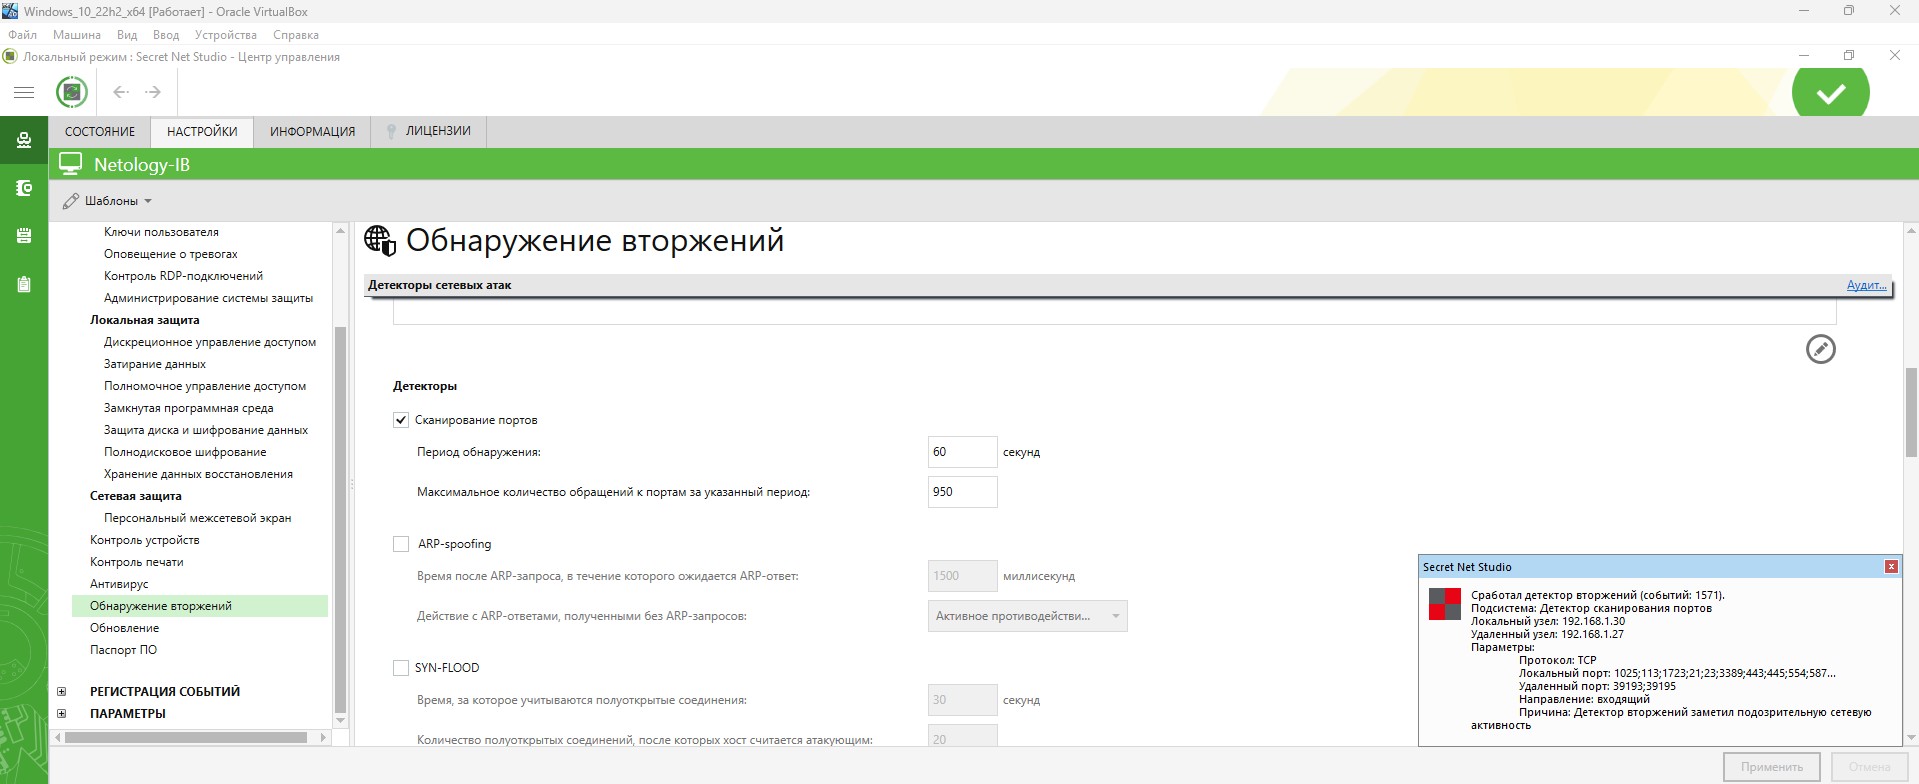 Windows_10_22h2_x64 [Работает] - Oracle VirtualBox
Файл Машина Вид Ввод Устройства Справка
Локальный режим : Secret Net Studio - Центр управления
СОСТОЯНИЕ НАСТРОЙКИ ИНФОРМАЦИЯ ЛИЦЕНЗИИ
Netology-IB
Шаблоны
Ключи пользователя
Оповещение о тревогах
Контроль RDP-подключений
Администрирование системы защиты
Локальная защита
Дискреционное управление доступом
Затирание данных
Полномочное управление доступом
Замкнутая программная среда
Защита диска и шифрование данных
Полнодисковое шифрование
Хранение данных восстановления
Сетевая защита
Персональный межсетевой экран
Контроль устройств
Контроль печати
Антивирус
Обнаружение вторжений
Обновление
Паспорт ПО
РЕГИСТРАЦИЯ СОБЫТИЙ
ПАРАМЕТРЫ
Обнаружение вторжений
Детекторы сетевых атак Аудит...
Детекторы
Сканирование портов
Период обнаружения: 60 секунд
Максимальное количество обращений к портам за указанный период: 950
ARP-spoofing
Время после ARP-запроса, в течение которого ожидается ARP-ответ: 1500 миллисекунд
Действие с ARP-ответами, полученными без ARP-запросов: Активное противодействи...
SYN-FLOOD
Время, за которое учитываются полуоткрытые соединения: 30 секунд
Количество полуоткрытых соединений, после которых хост считается атакующим: 20
Secret Net Studio
Сработал детектор вторжений (событий: 1571).
Подсистема: Детектор сканирования портов
Локальный узел: 192.168.1.30
Удаленный узел: 192.168.1.27
Параметры:
Протокол: TCP
Локальный порт: 1025;113;1723;21;23;3389;443;445;554;587...
Удаленный порт: 39193;39195
Направление: входящий
Причина: Детектор вторжений заметил подозрительную сетевую
активность
Применить Отмена